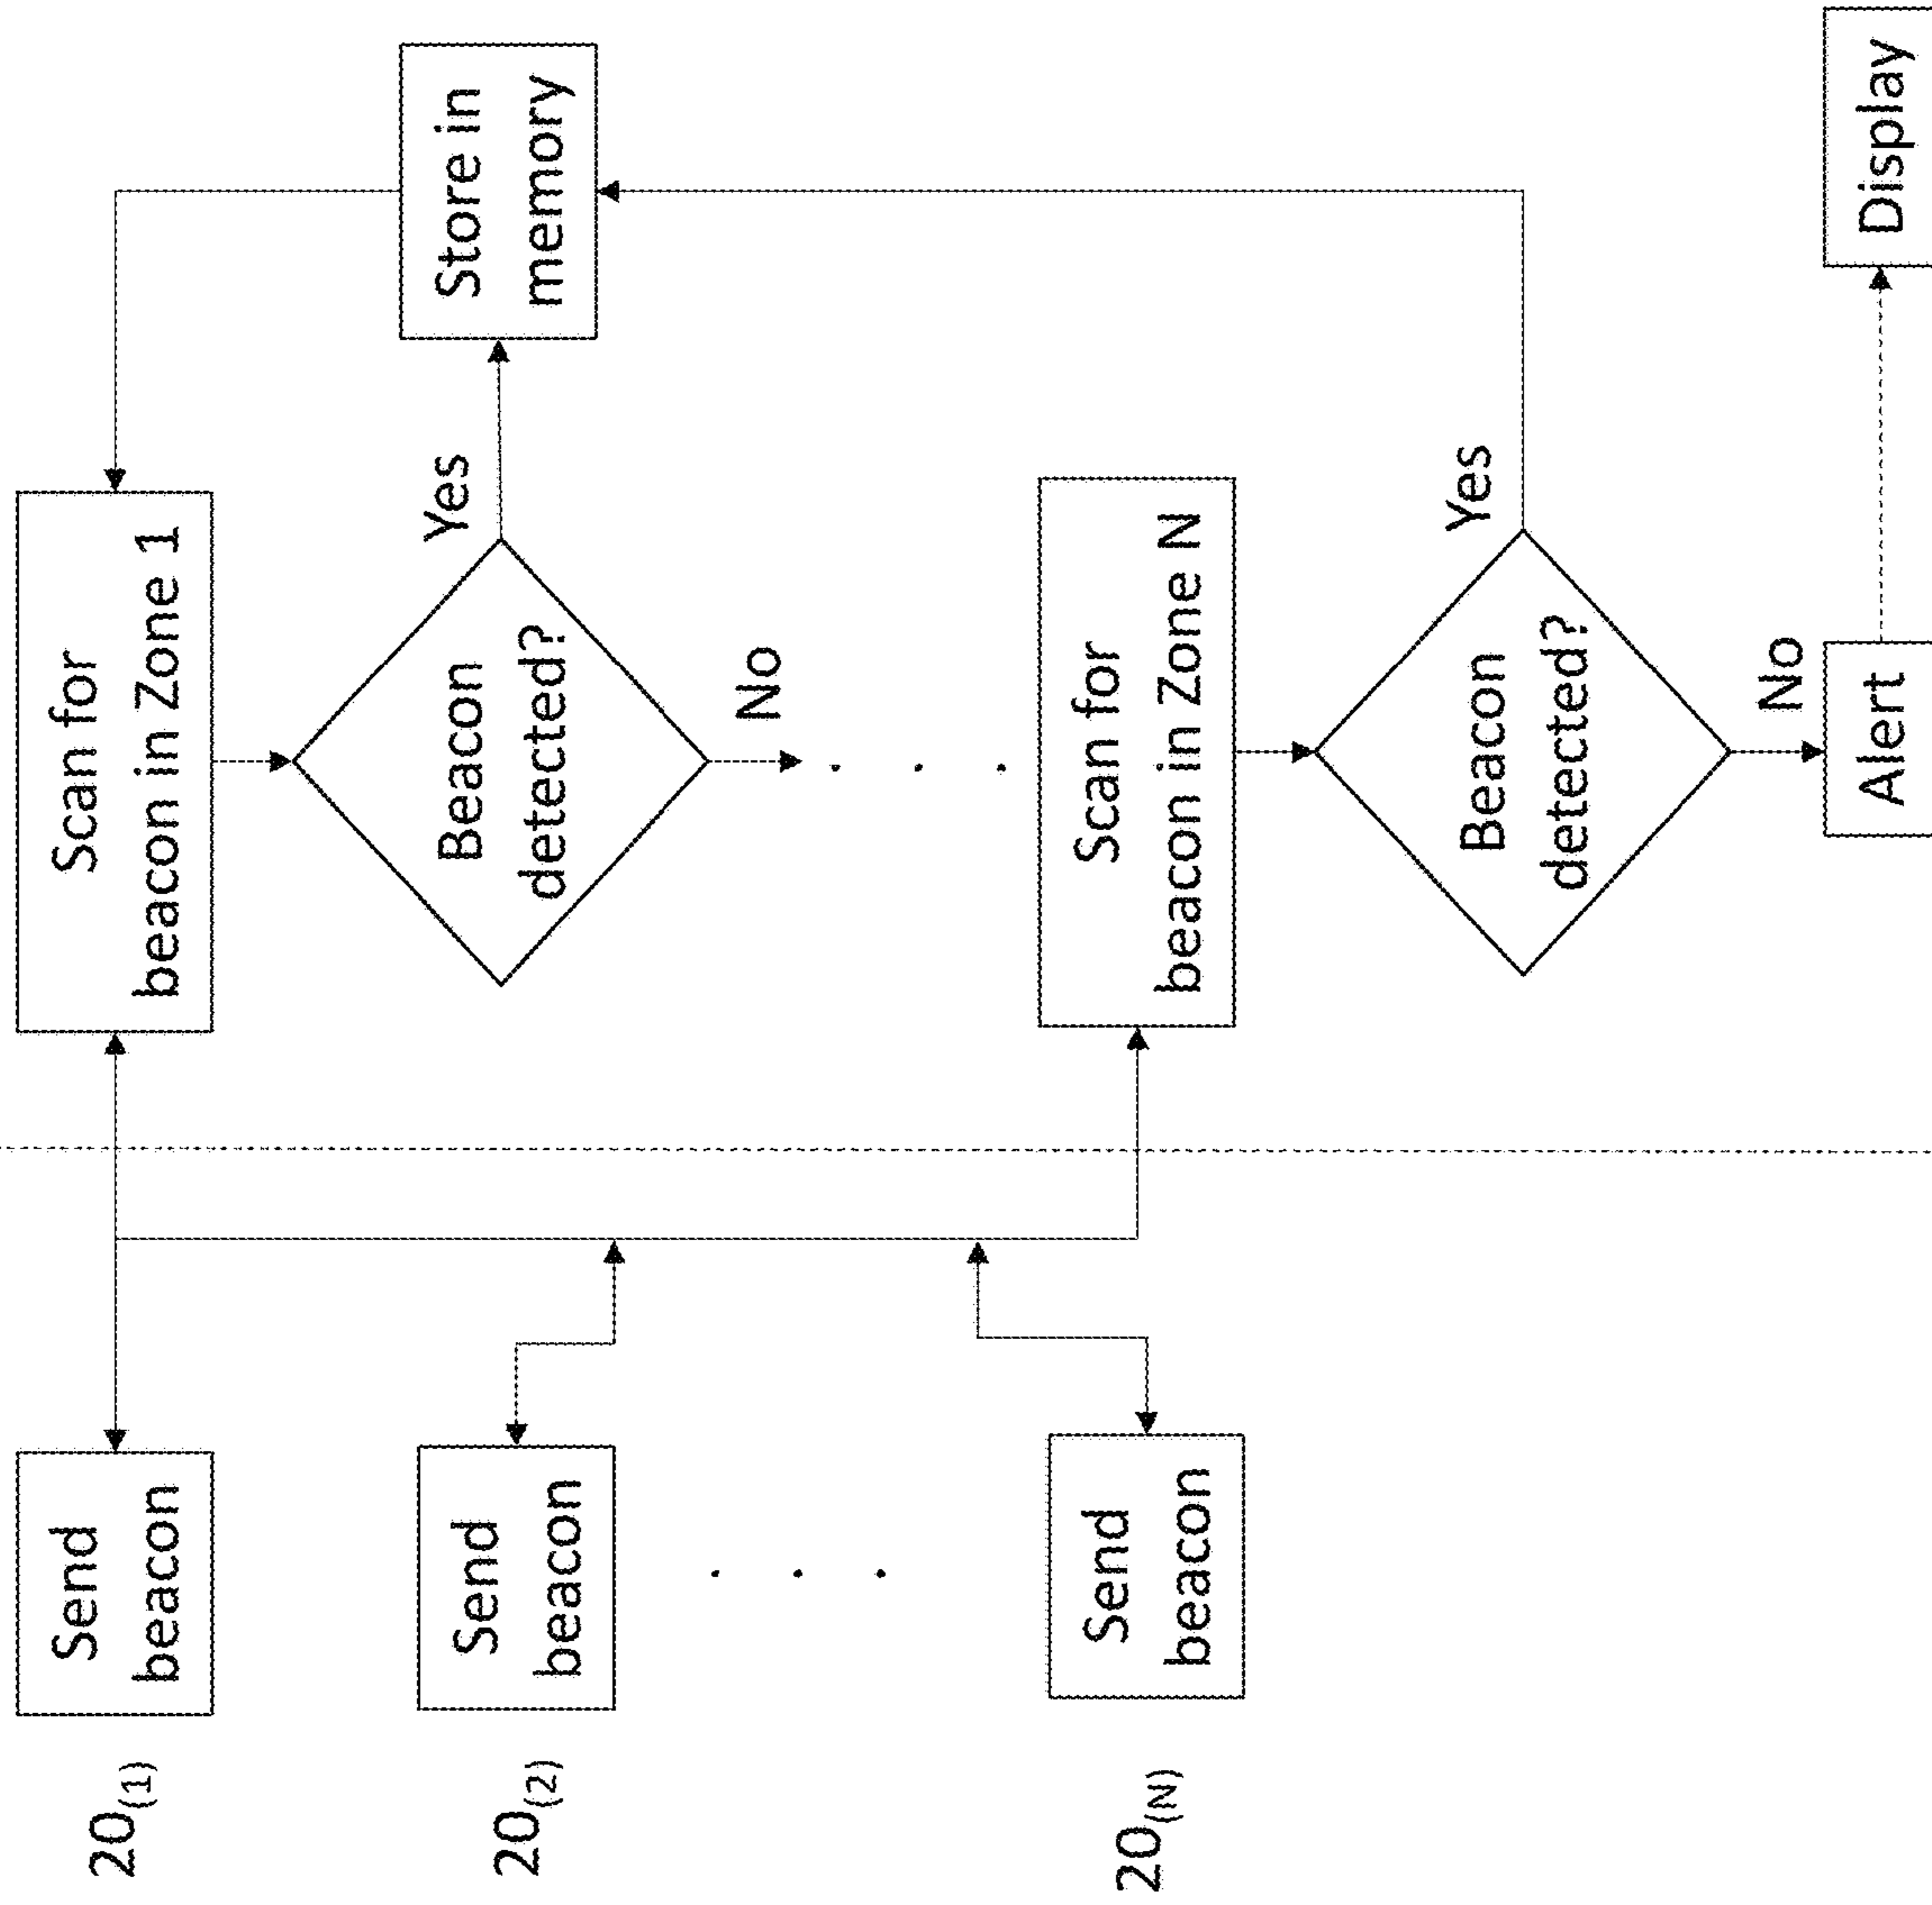 20(1)
Send
beacon
Scan for
beacon in Zone 1
20(2)
Send
beacon
Beacon
detected?
Yes
Store in
memory
No
20(N)
Send
beacon
Scan for
beacon in Zone N
Beacon
detected?
Yes
No
Alert
Display